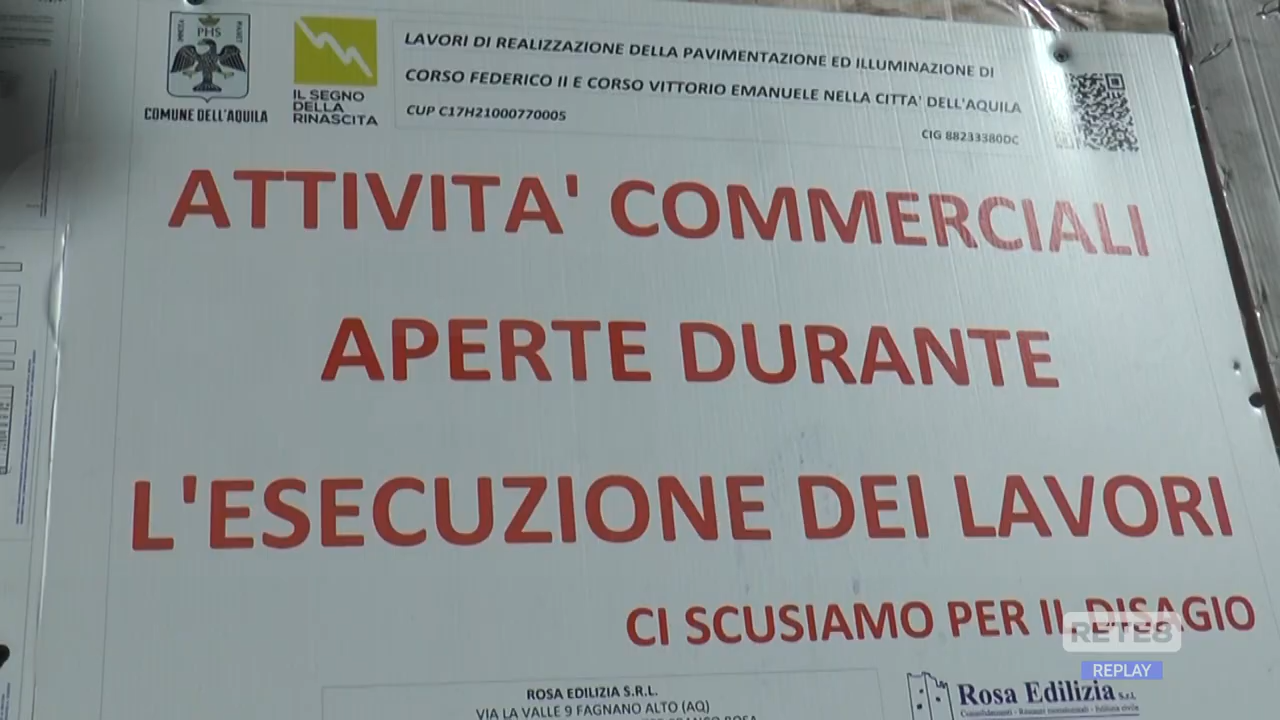 PHS
COMUNE DELL'AQUILA
IL SEGNO
DELLA
RINASCITA
LAVORI DI REALIZZAZIONE DELLA PAVIMENTAZIONE ED ILLUMINAZIONE DI
CORSO FEDERICO II E CORSO VITTORIO EMANUELE NELLA CITTA' DELL'AQUILA
CUP C17H21000770005
CIG 88233380DC
ATTIVITA' COMMERCIALI
APERTE DURANTE
L'ESECUZIONE DEI LAVORI
CI SCUSIAMO PER IL DISAGIO
RETE8
REPLAY
ROSA EDILIZIA S.R.L.
VIA LA VALLE 9 FAGNANO ALTO (AQ)
Rosa Edilizia s.r.l.